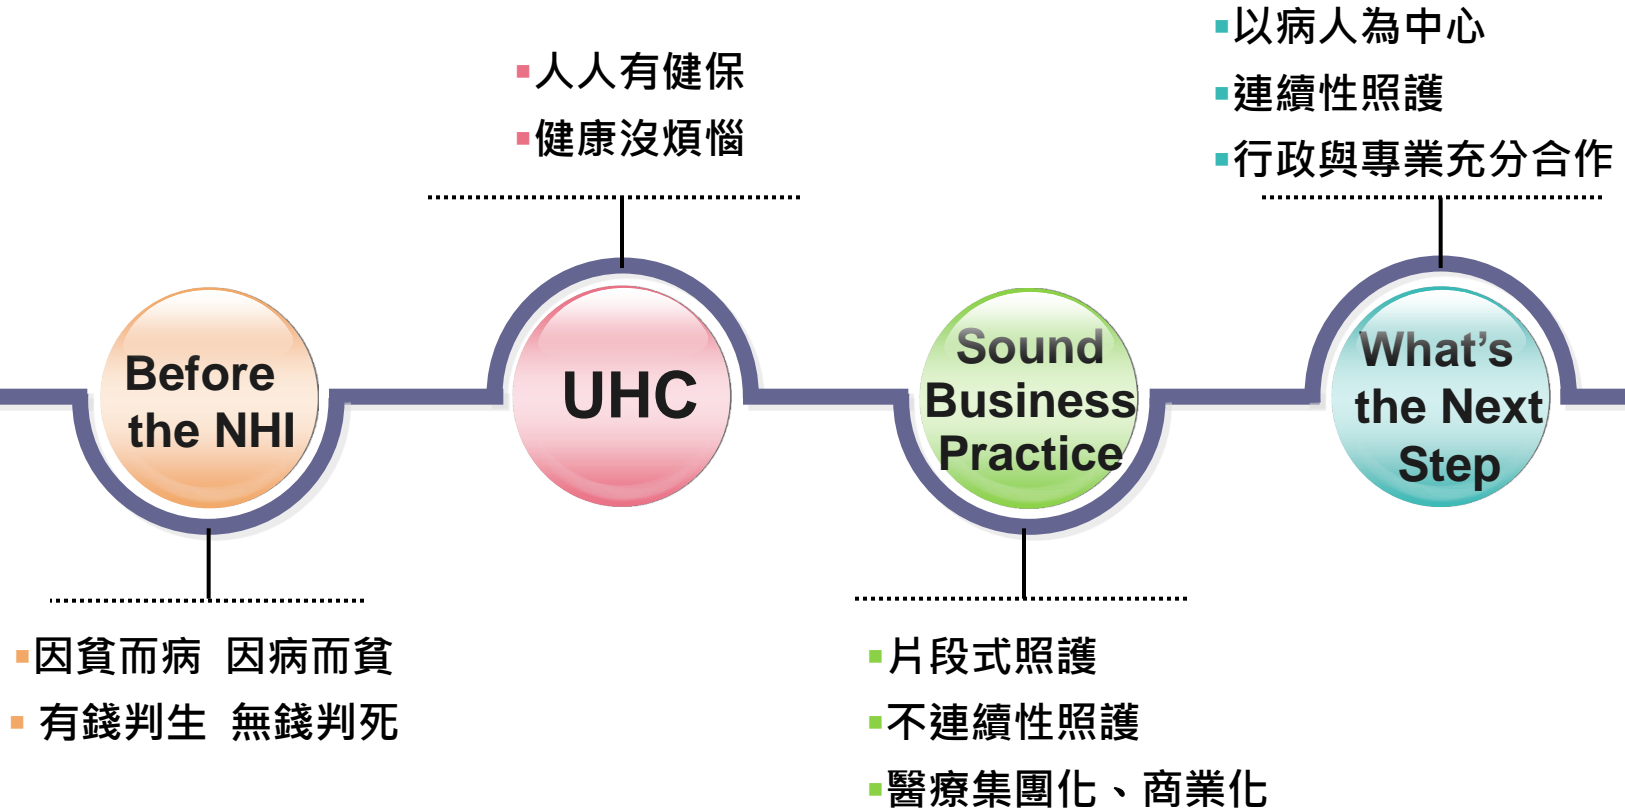 Before
the NHI
▪因貧而病 因病而貧
▪ 有錢判生 無錢判死
▪人人有健保
▪健康沒煩惱
UHC
Sound
Business
Practice
▪片段式照護
▪不連續性照護
▪醫療集團化、商業化
▪以病人為中心
▪連續性照護
▪行政與專業充分合作
What's
the Next
Step